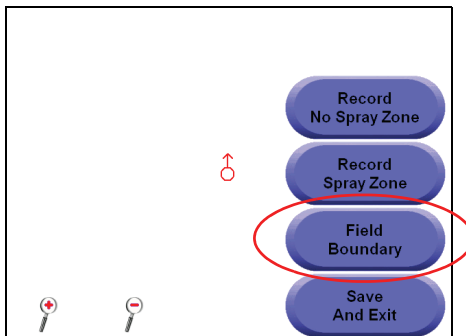 Record
No Spray Zone
Record
Spray Zone
Field
Boundary
Save
And Exit